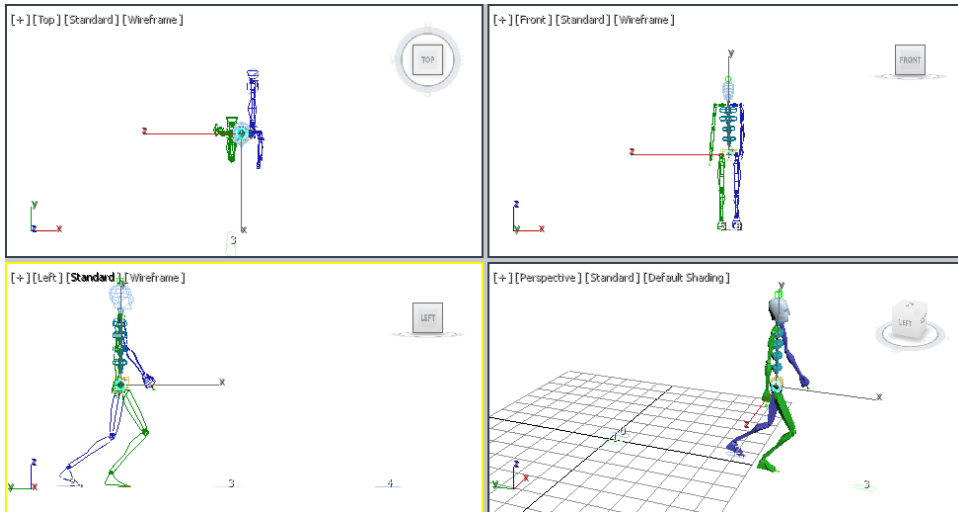 [+] [Top] [Standard] [Wireframe]
TOP
z
x
y
z
x
3
[+] [Front] [Standard] [Wireframe]
FRONT
y
z
z
y
x
[+] [Left] [Standard] [Wireframe]
LEFT
x
z
y
x
3
4
[+] [Perspective] [Standard] [Default Shading]
LEFT
y
x
z
z
y
x
3